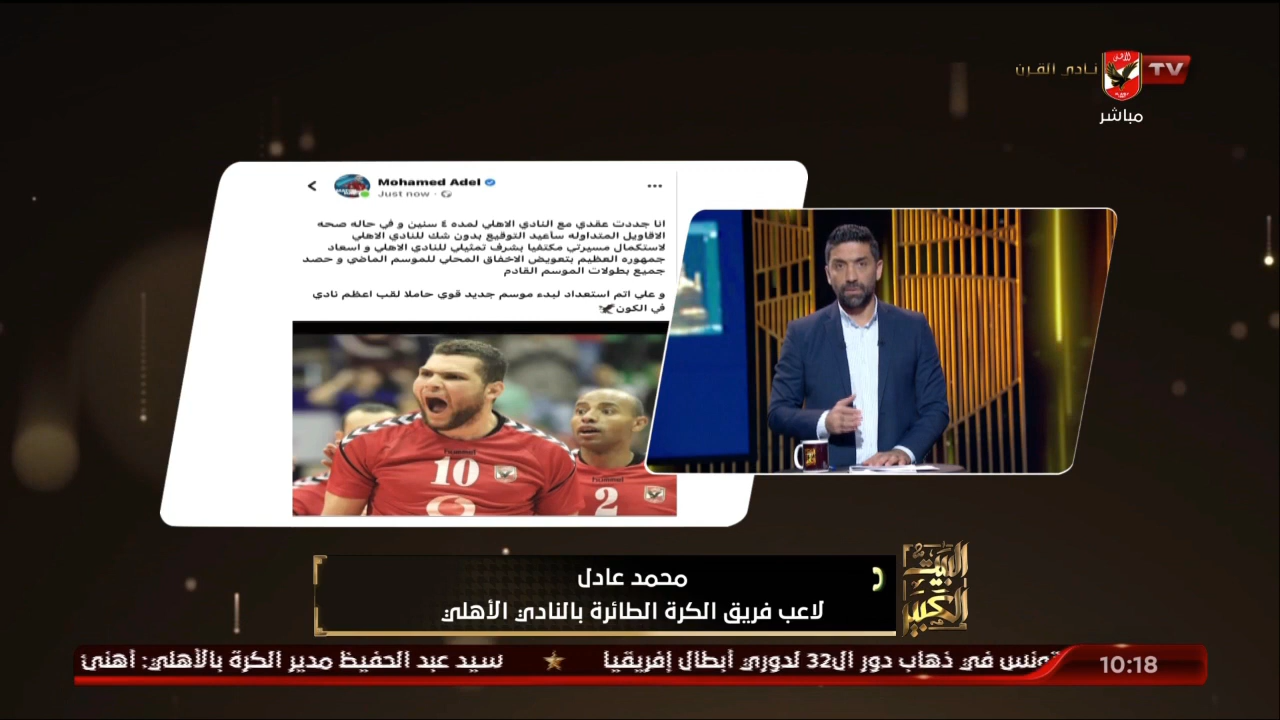 نادي القرن
TV
مباشر
Mohamed Adel
Just now
انا جددت عقدي مع النادي الاهلي لمده ٤ سنين و في حاله صحه
الاقاويل المتداوله سأعيد التوقيع بدون شك للنادي الاهلي
لاستكمال مسيرتي مكتفيا بشرف تمثيلي للنادي الاهلي و اسعاد
جمهوره العظيم بتعويض الاخفاق المحلي للموسم الماضي و حصد
جميع بطولات الموسم القادم
و علي اتم استعداد لبدء موسم جديد قوي حاملا لقب اعظم نادي
في الكون
hummel
10
hummel
2
محمد عادل
لاعب فريق الكرة الطائرة بالنادي الأهلي
البيت
الكبير
تونس في ذهاب دور ال32 لدوري أبطال إفريقيا
سيد عبد الحفيظ مدير الكرة بالأهلي: أهنئ
10:18